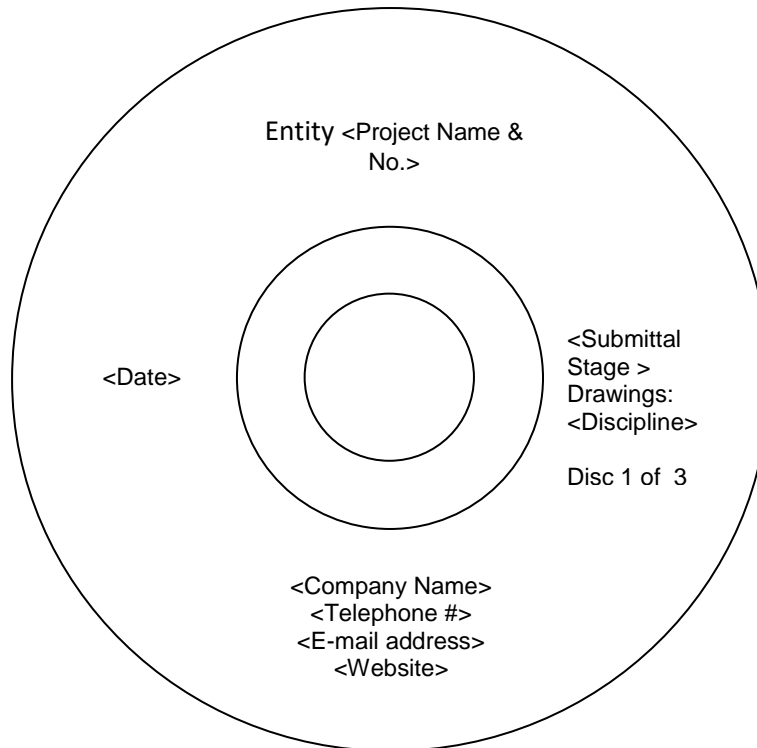 Entity <Project Name &
No.>
<Date>
<Submittal
Stage >
Drawings:
<Discipline>
Disc 1 of  3
<Company Name>
<Telephone #>
<E-mail address>
<Website>